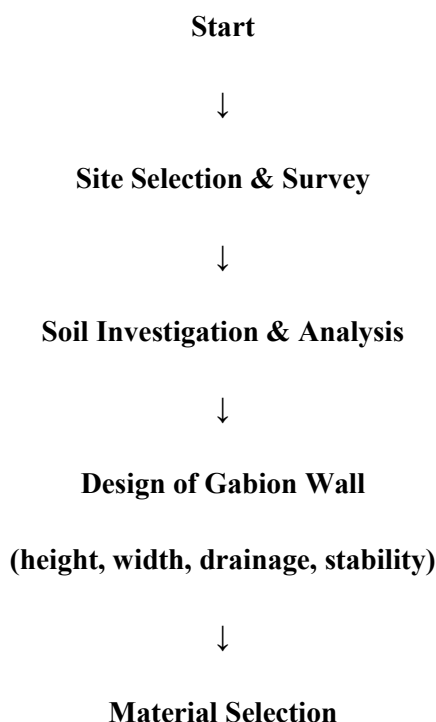 Start
↓
Site Selection & Survey
↓
Soil Investigation & Analysis
↓
Design of Gabion Wall
(height, width, drainage, stability)
↓
Material Selection